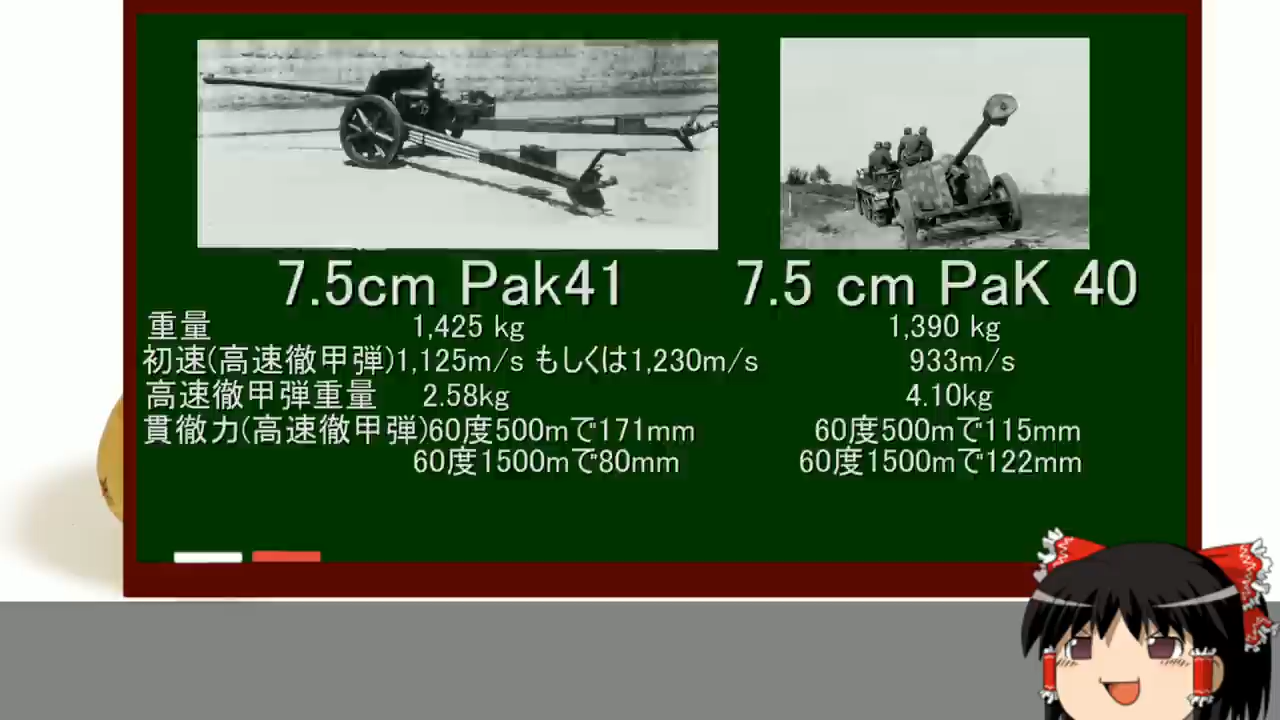 7.5cm Pak41 7.5 cm PaK 40
重量 1,425 kg 1,390 kg
初速(高速徹甲弾)1,125m/s もしくは1,230m/s 933m/s
高速徹甲弾重量 2.58kg 4.10kg
貫徹力(高速徹甲弾)60度500mで171mm 60度500mで115mm
60度1500mで80mm 60度1500mで122mm